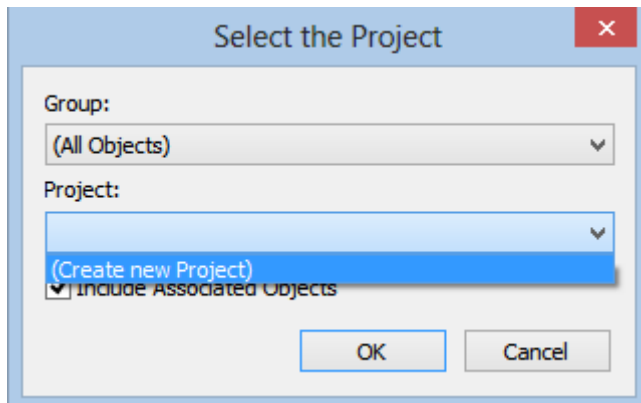 Select the Project
Group:
(All Objects)
Project:
(Create new Project)
Include Associated Objects
OK
Cancel